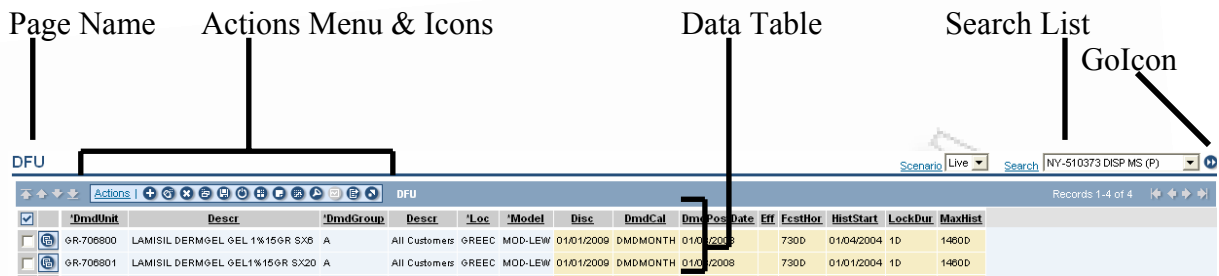 Page Name Actions Menu & Icons Data Table Search List
GoIcon
DFU Scenario Live Search NY-510373 DISP MS (P)
Actions | DFU Records 1-4 of 4
'DmdUnit Descr 'DmdGroup Descr 'Loc 'Model Disc DmdCal DmdPostDate Eff FcstHor HistStart LockDur MaxHist
GR-706800 LAMISIL DERMGEL GEL 1%15GR SX6 A All Customers GREEC MOD-LEW 01/01/2009 DMDMONTH 730D 01/04/2004 1D 1460D
GR-706801 LAMISIL DERMGEL GEL1%15GR SX20 A All Customers GREEC MOD-LEW 01/01/2009 DMDMONTH 730D 01/01/2004 1D 1460D